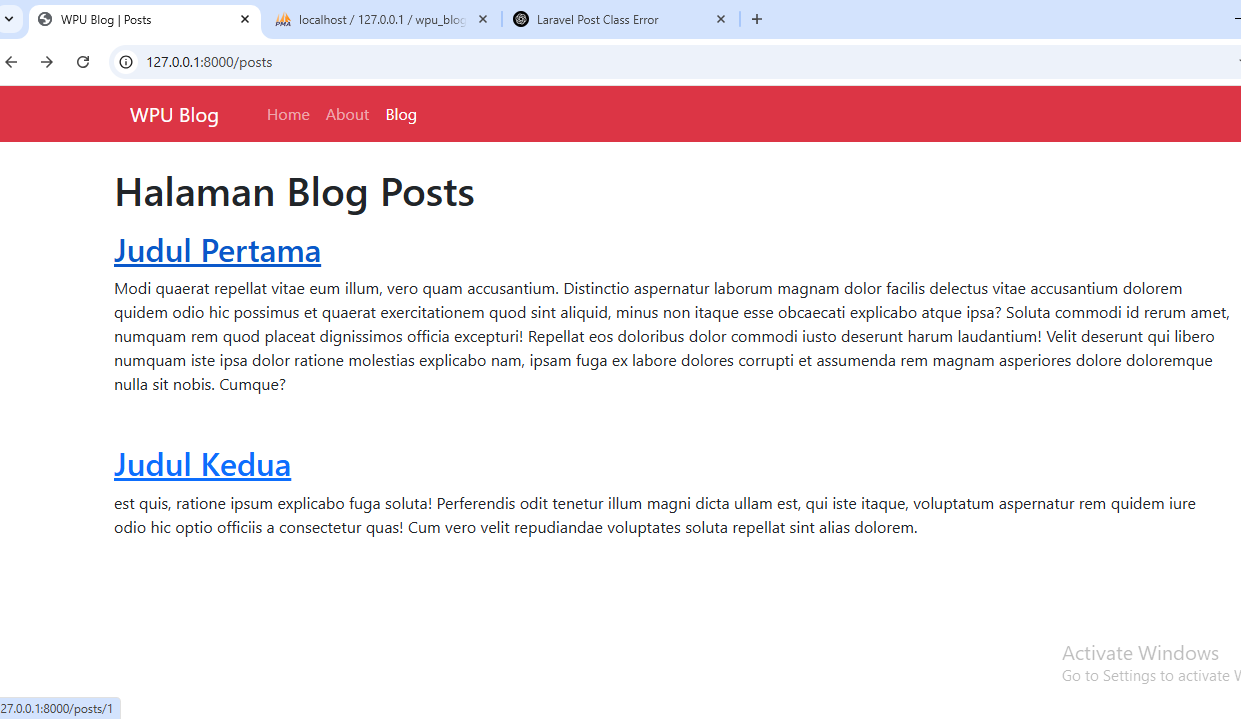 WPU Blog | Posts
localhost / 127.0.0.1 / wpu_blog
Laravel Post Class Error
127.0.0.1:8000/posts
WPU Blog Home About Blog
Halaman Blog Posts
Judul Pertama
Modi quaerat repellat vitae eum illum, vero quam accusantium. Distinctio aspernatur laborum magnam dolor facilis delectus vitae accusantium dolorem
quidem odio hic possimus et quaerat exercitationem quod sint aliquid, minus non itaque esse obcaecati explicabo atque ipsa? Soluta commodi id rerum amet,
numquam rem quod placeat dignissimos officia excepturi! Repellat eos doloribus dolor commodi iusto deserunt harum laudantium! Velit deserunt qui libero
numquam iste ipsa dolor ratione molestias explicabo nam, ipsam fuga ex labore dolores corrupti et assumenda rem magnam asperiores dolore doloremque
nulla sit nobis. Cumque?
Judul Kedua
est quis, ratione ipsum explicabo fuga soluta! Perferendis odit tenetur illum magni dicta ullam est, qui iste itaque, voluptatum aspernatur rem quidem iure
odio hic optio officiis a consectetur quas! Cum vero velit repudiandae voluptates soluta repellat sint alias dolorem.
Activate Windows
Go to Settings to activate W
27.0.0.1:8000/posts/1